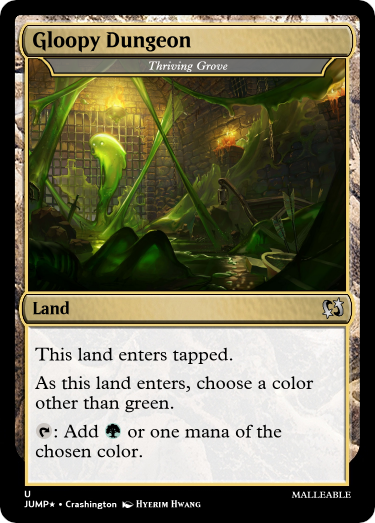 Gloopy Dungeon
Thriving Grove
Land
This land enters tapped.
As this land enters, choose a color
other than green.
: Add or one mana of the
chosen color.
U
JUMP★ • Crashington HYERIM HWANG
MALLEABLE